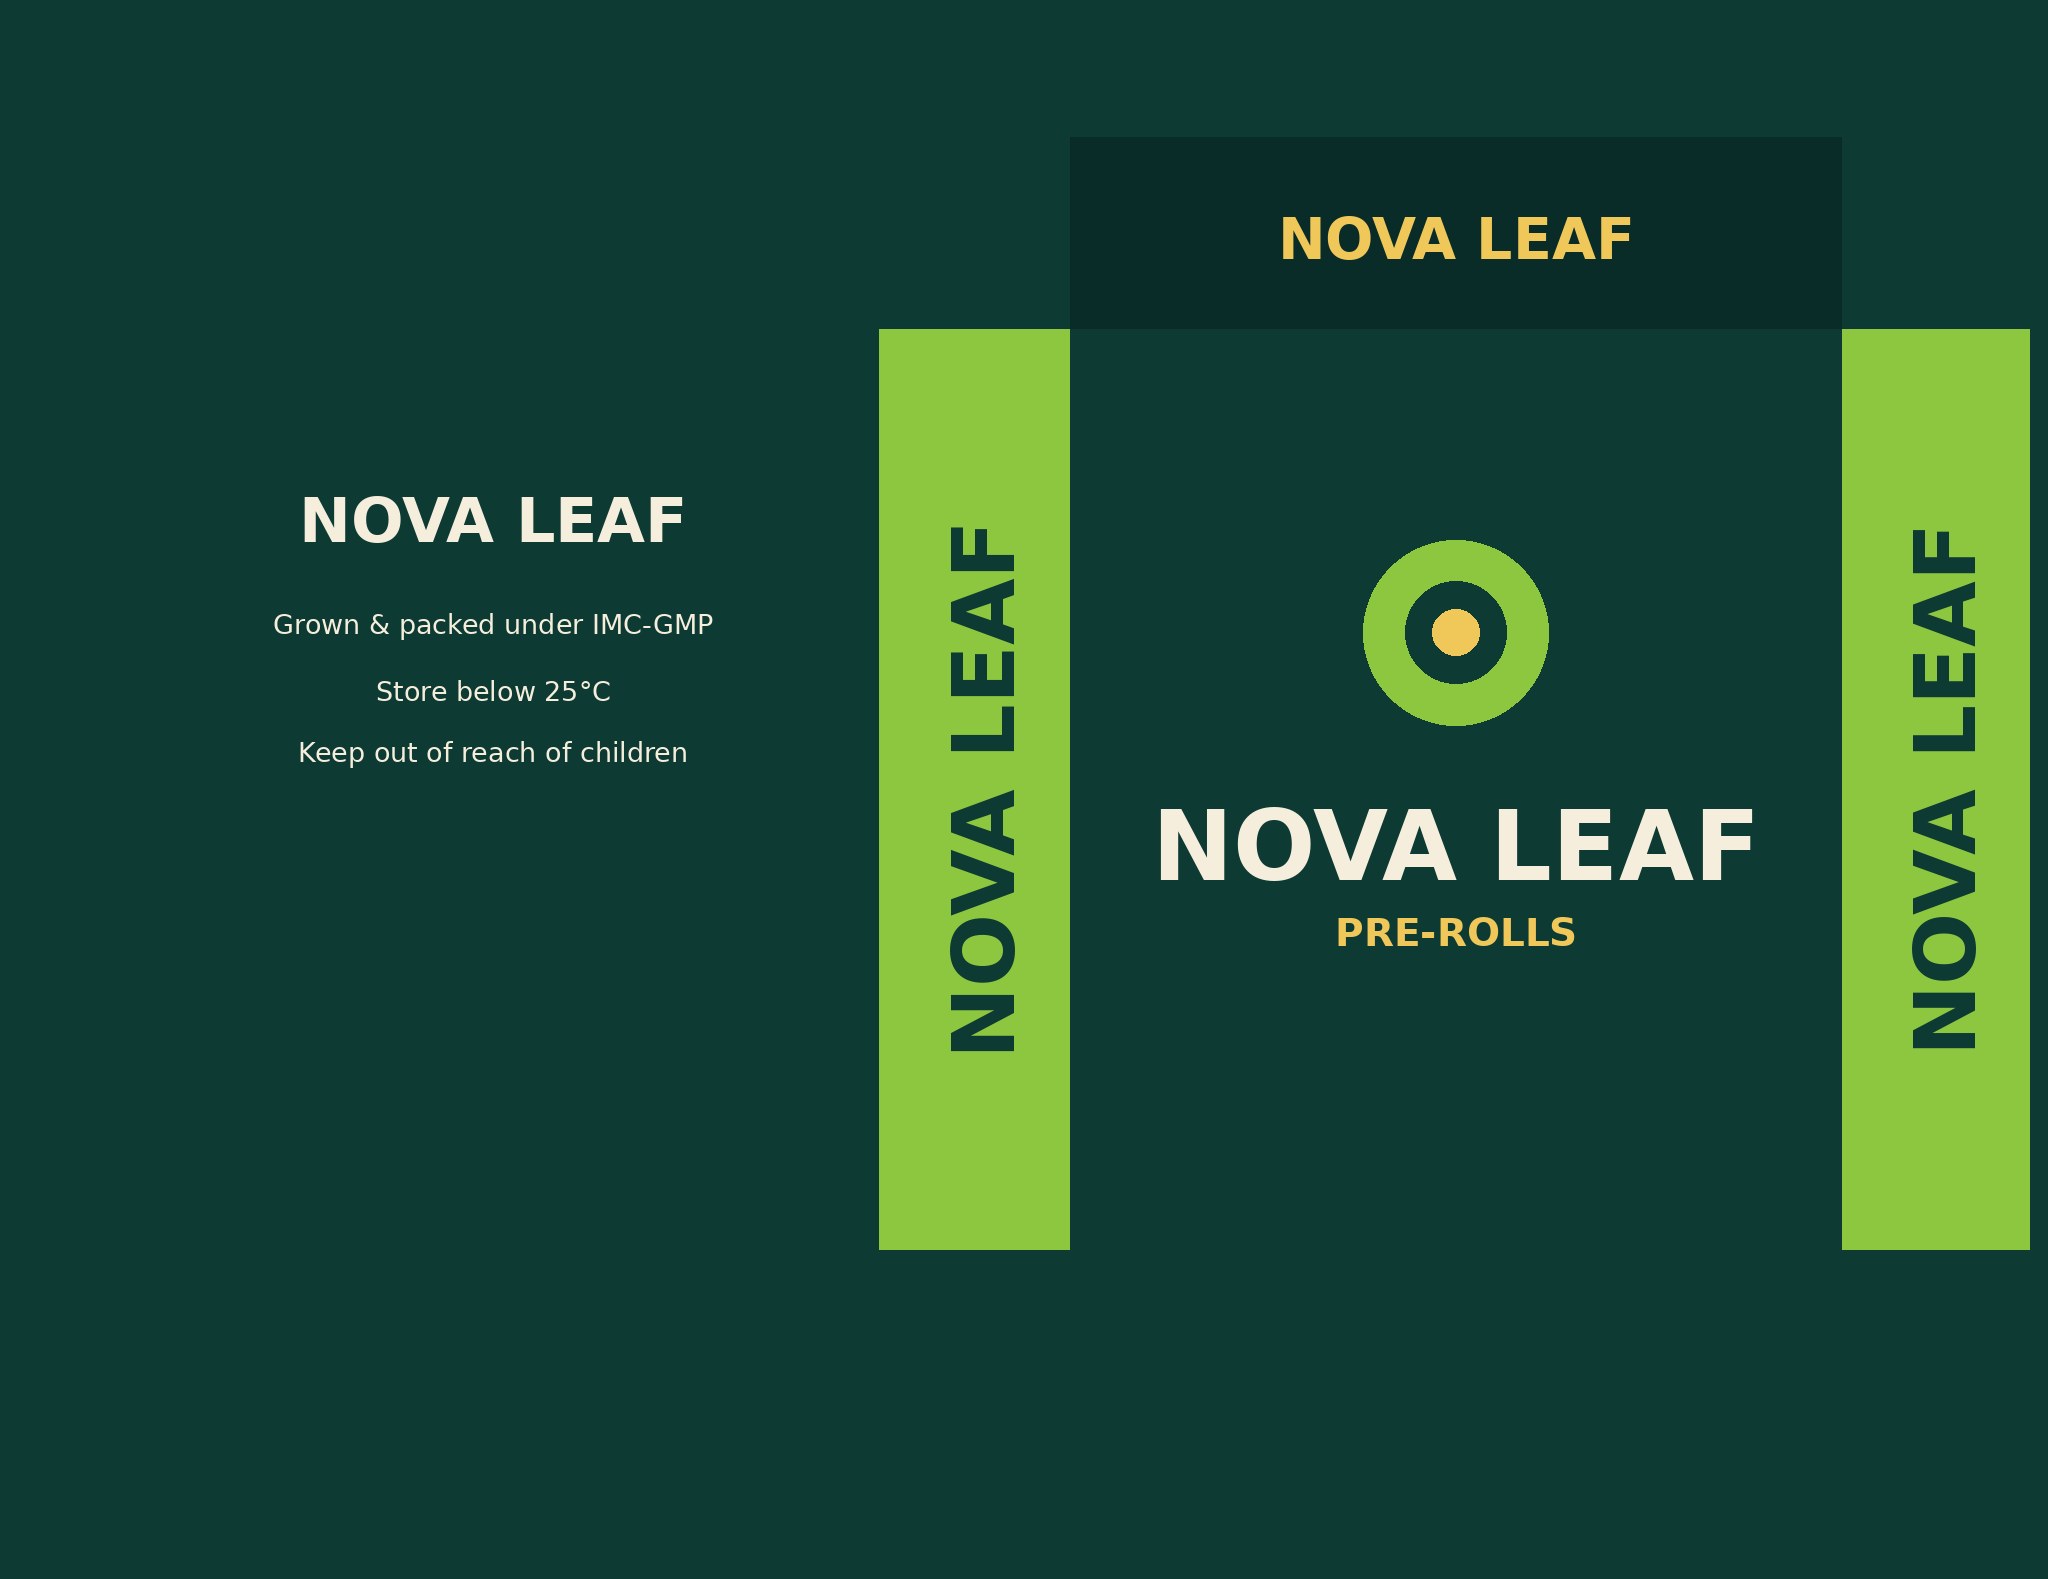 NOVA LEAF
NOVA LEAF
Grown & packed under IMC-GMP
Store below 25°C
Keep out of reach of children
NOVA LEAF
NOVA LEAF
PRE-ROLLS
NOVA LEAF